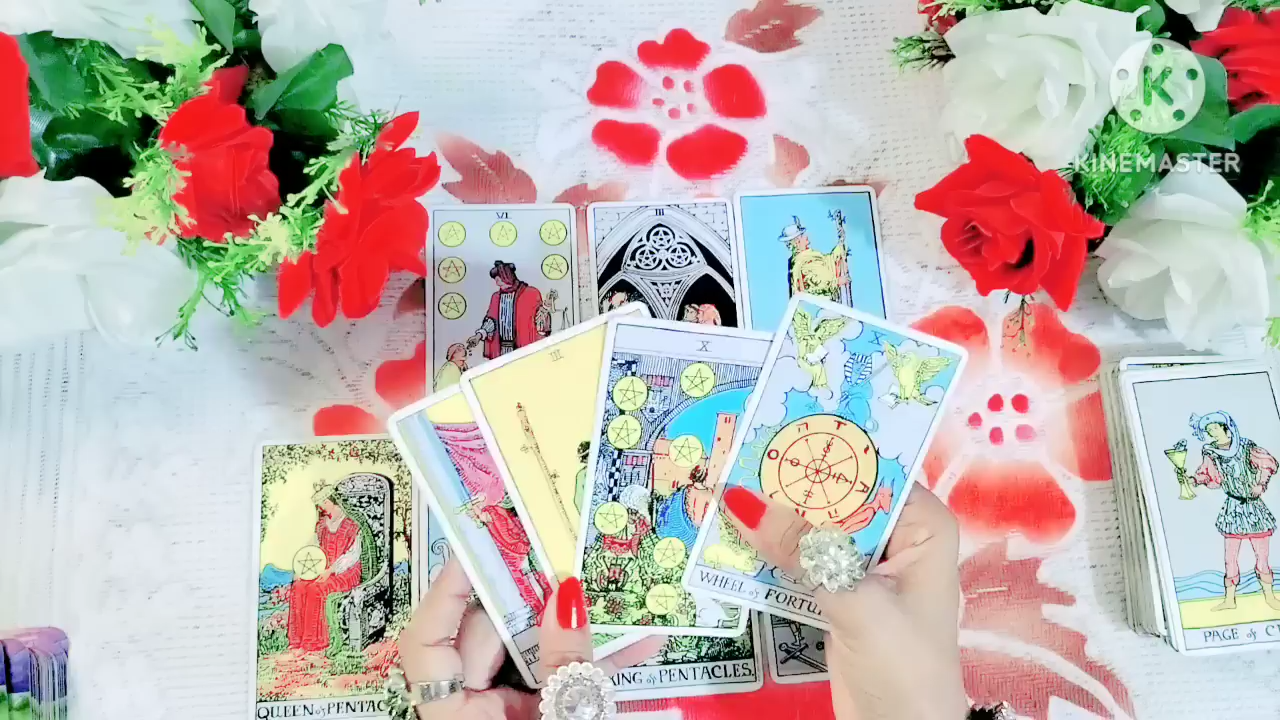 K
KINEMASTER
VI
III
X
X
WHEEL of FORTU
PAGE of C
QUEEN of PENTAC
KING of PENTACLES.